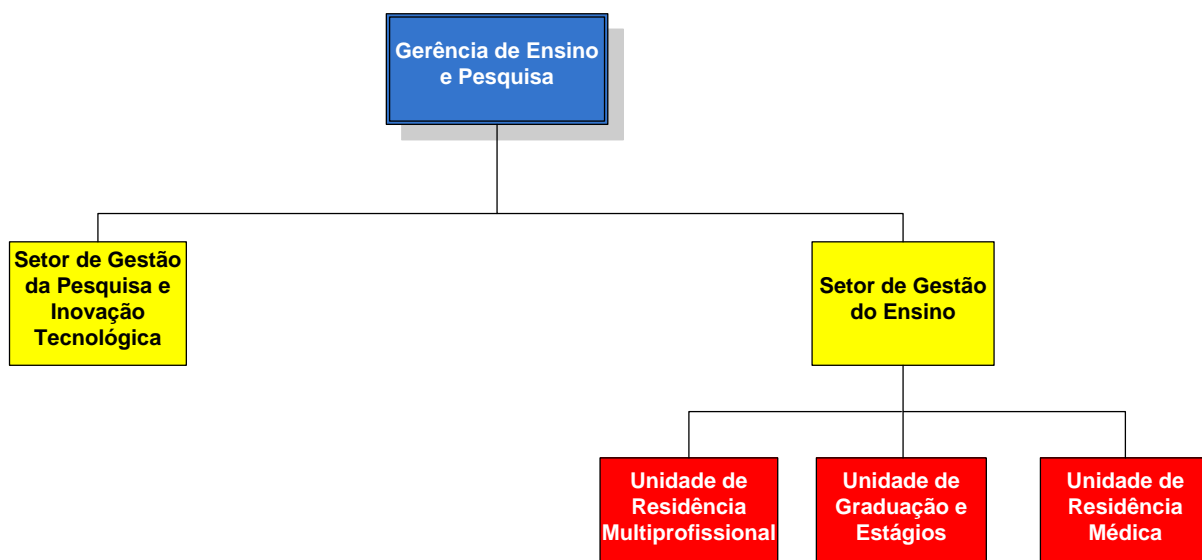 Gerência de Ensino
e Pesquisa
Setor de Gestão
da Pesquisa e
Inovação
Tecnológica
Setor de Gestão
do Ensino
Unidade de
Residência
Multiprofissional
Unidade de
Graduação e
Estágios
Unidade de
Residência
Médica